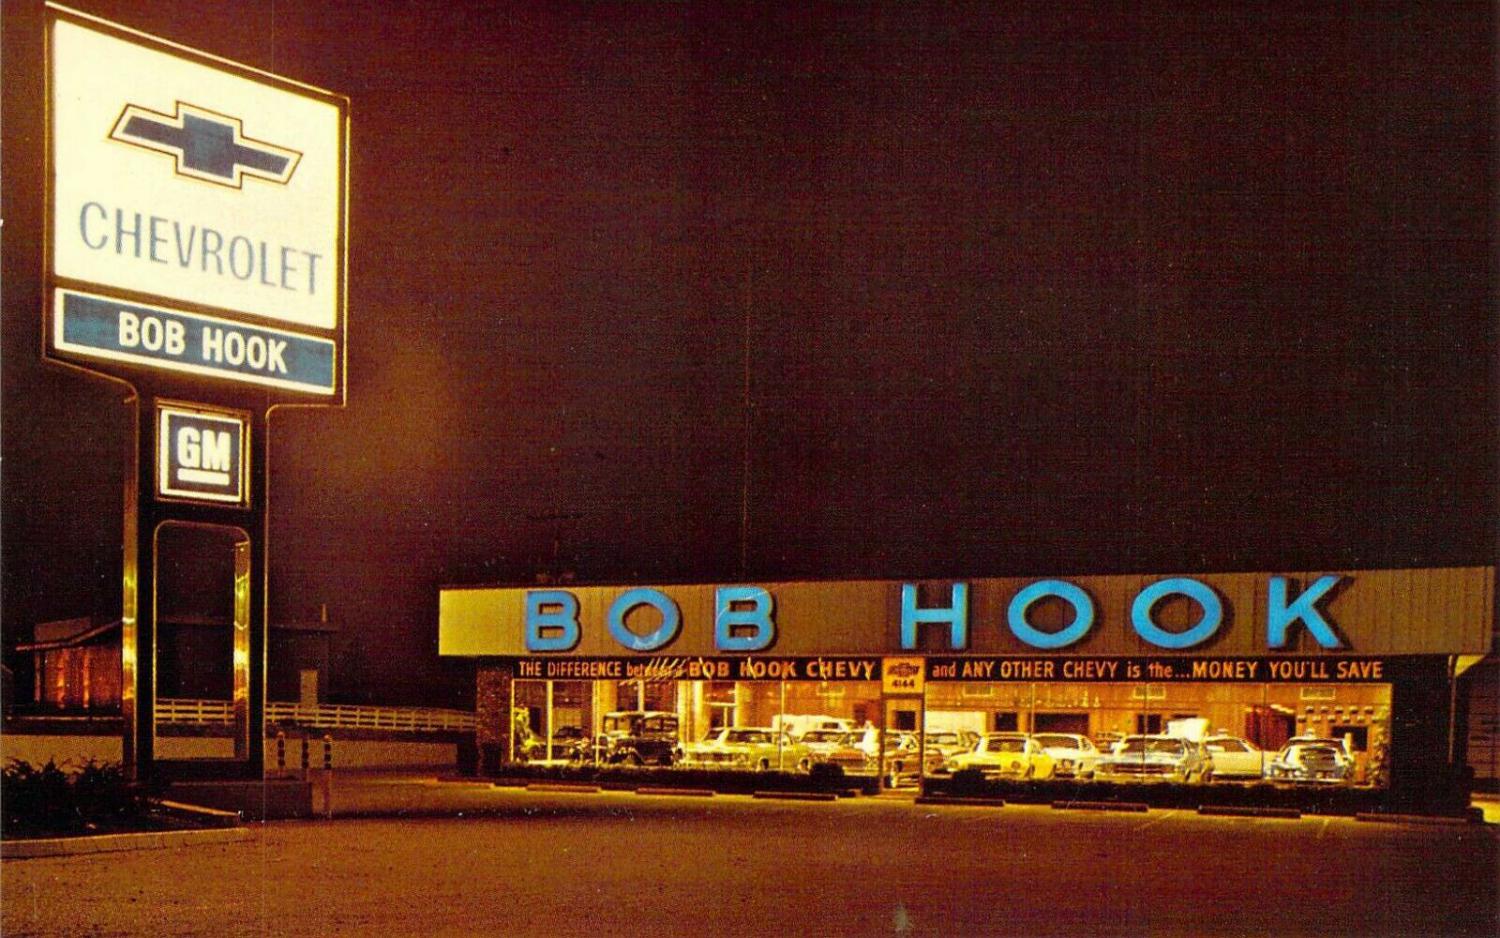 CHEVROLET
BOB HOOK
GM
BOB HOOK
THE DIFFERENCE between BOB HOOK CHEVY and ANY OTHER CHEVY is the...MONEY YOU'LL SAVE
4144